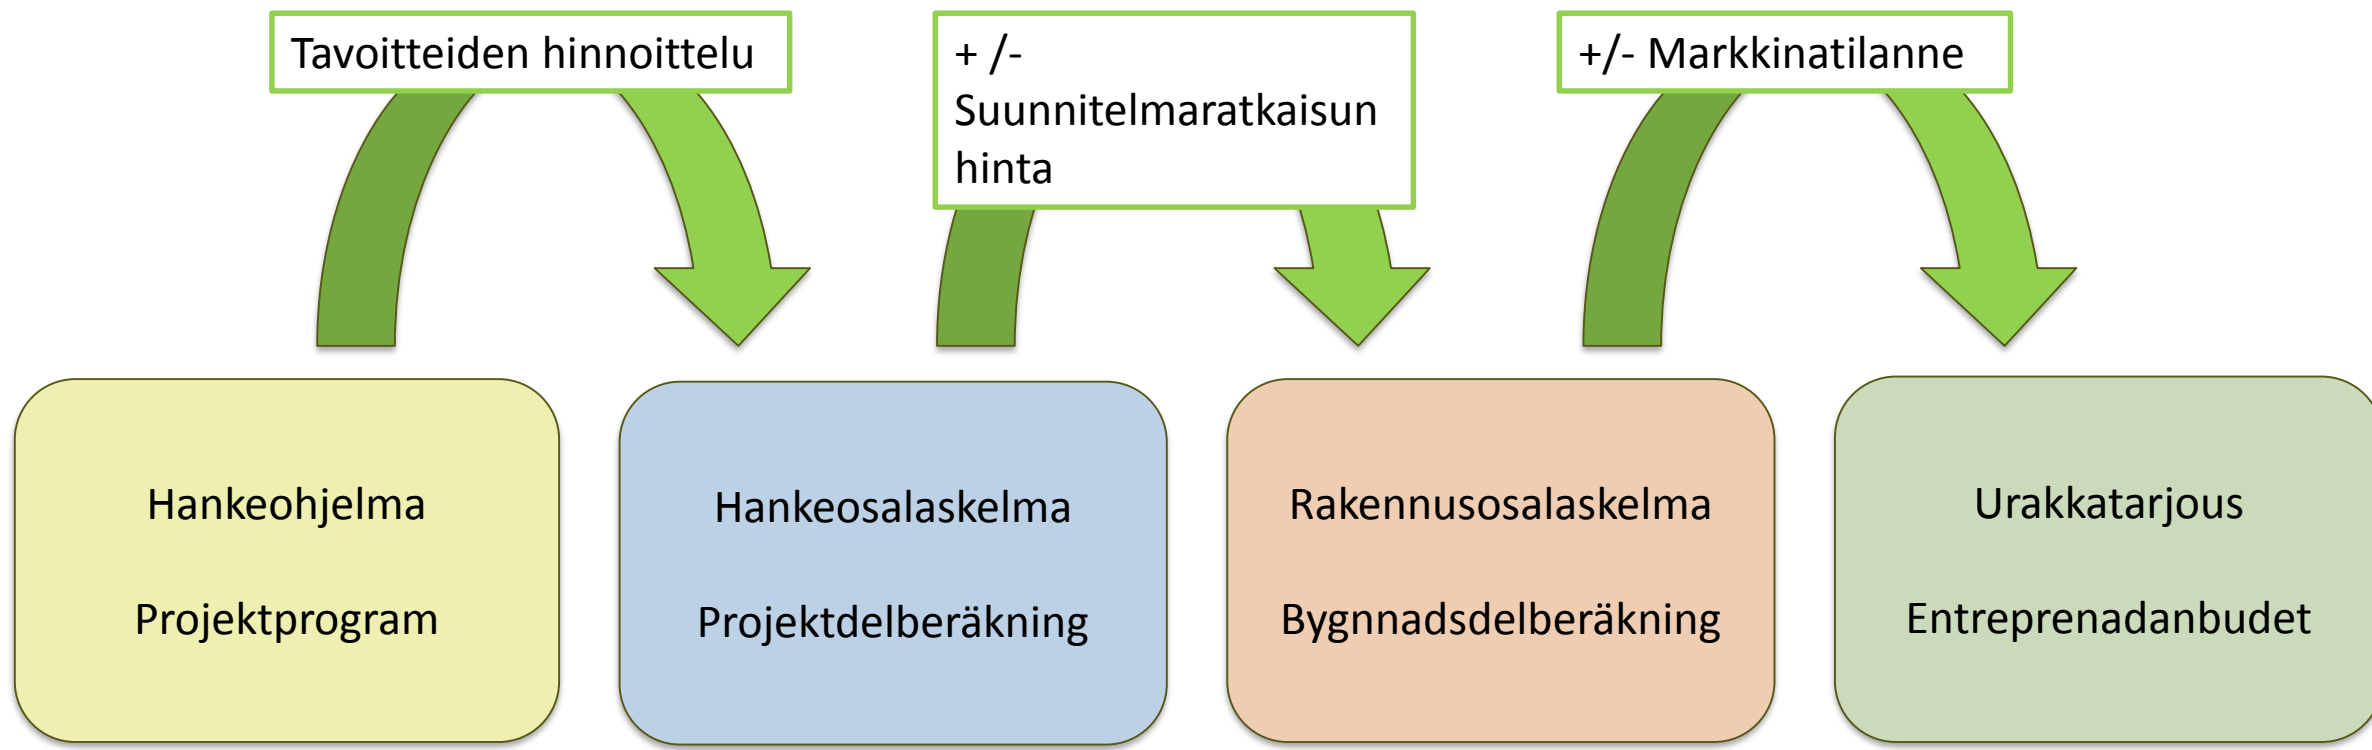 Tavoitteiden hinnoittelu
+ /-
Suunnitelmaratkaisun
hinta
+/- Markkinatilanne
Hankeohjelma
Projektprogram
Hankeosalaskelma
Projektdelberäkning
Rakennusosalaskelma
Bygnnadsdelberäkning
Urakkatarjous
Entreprenadanbudet